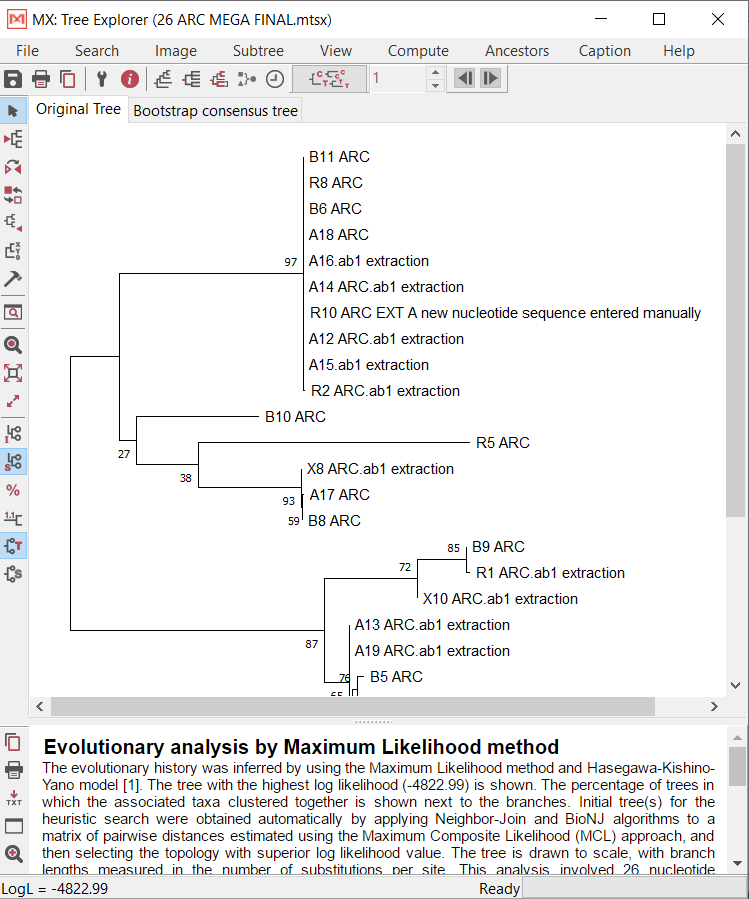 MX: Tree Explorer (26 ARC MEGA FINAL.mtsx)
File Search Image Subtree View Compute Ancestors Caption Help
1
Original Tree Bootstrap consensus tree
B11 ARC
R8 ARC
B6 ARC
A18 ARC
97 A16.ab1 extraction
A14 ARC.ab1 extraction
R10 ARC EXT A new nucleotide sequence entered manually
A12 ARC.ab1 extraction
A15.ab1 extraction
R2 ARC.ab1 extraction
B10 ARC
R5 ARC
27
X8 ARC.ab1 extraction
38
A17 ARC
93
59 B8 ARC
85 B9 ARC
72
R1 ARC.ab1 extraction
X10 ARC.ab1 extraction
A13 ARC.ab1 extraction
87
A19 ARC.ab1 extraction
76 B5 ARC
65
Evolutionary analysis by Maximum Likelihood method
The evolutionary history was inferred by using the Maximum Likelihood method and Hasegawa-Kishino-
Yano model [1]. The tree with the highest log likelihood (-4822.99) is shown. The percentage of trees in
which the associated taxa clustered together is shown next to the branches. Initial tree(s) for the
heuristic search were obtained automatically by applying Neighbor-Join and BioNJ algorithms to a
matrix of pairwise distances estimated using the Maximum Composite Likelihood (MCL) approach, and
then selecting the topology with superior log likelihood value. The tree is drawn to scale, with branch
lengths measured in the number of substitutions per site. This analysis involved 26 nucleotide
LogL = -4822.99 Ready